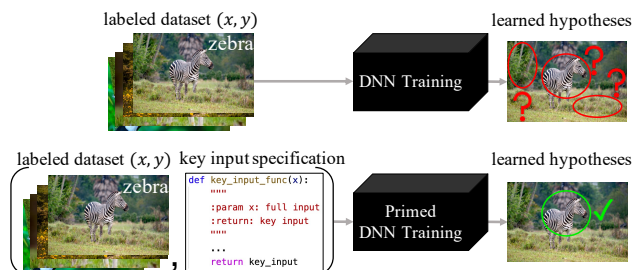 labeled dataset (x, y)
learned hypotheses
zebra
DNN Training
?
?
?
labeled dataset (x, y)
key input specification
learned hypotheses
zebra
,
def key_input_func(x):
"""
:param x: full input
:return: key input
"""
...
return key_input
Primed
DNN Training